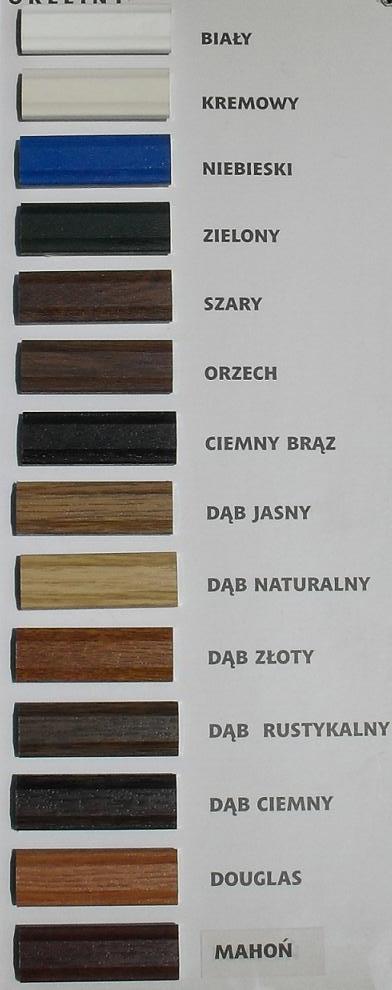 BIAŁY
KREMOWY
NIEBIESKI
ZIELONY
SZARY
ORZECH
CIEMNY BRĄZ
DĄB JASNY
DĄB NATURALNY
DĄB ZŁOTY
DĄB RUSTYKALNY
DĄB CIEMNY
DOUGLAS
MAHOŃ